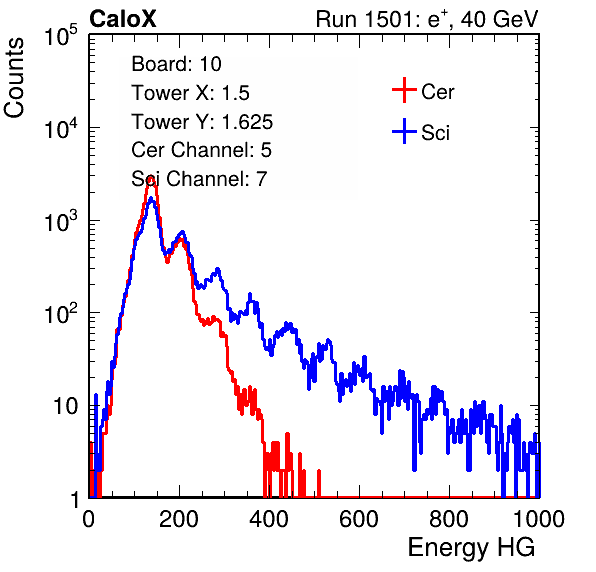 CaloX
Run 1501: e⁺, 40 GeV
Counts
10⁵
10⁴
10³
10²
10
1
Board: 10
Tower X: 1.5
Tower Y: 1.625
Cer Channel: 5
Sci Channel: 7
Cer
Sci
0 200 400 600 800 1000
Energy HG